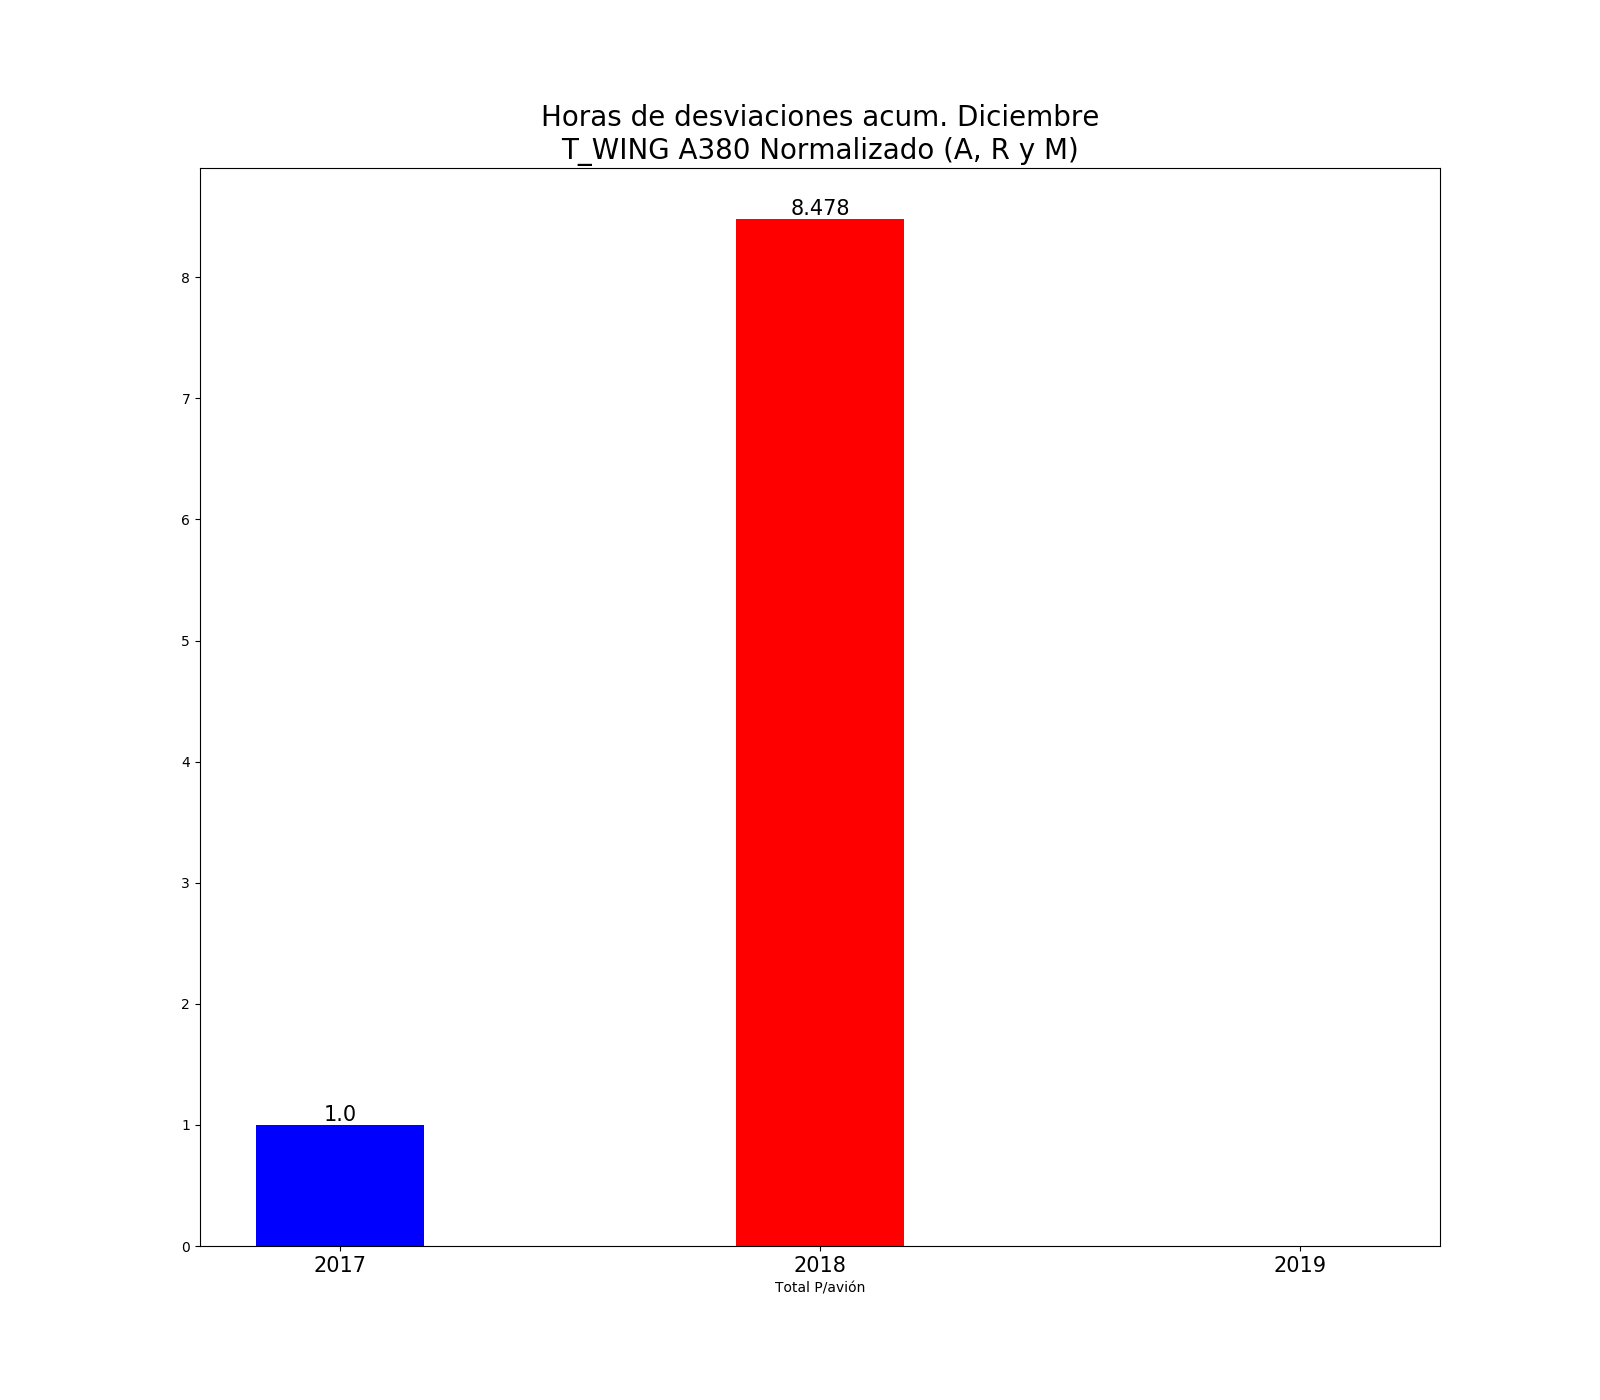 Horas de desviaciones acum. Diciembre
T_WING A380 Normalizado (A, R y M)
8.478
8
7
6
5
4
3
2
1.0
1
0
2017 2018 2019
Total P/avión